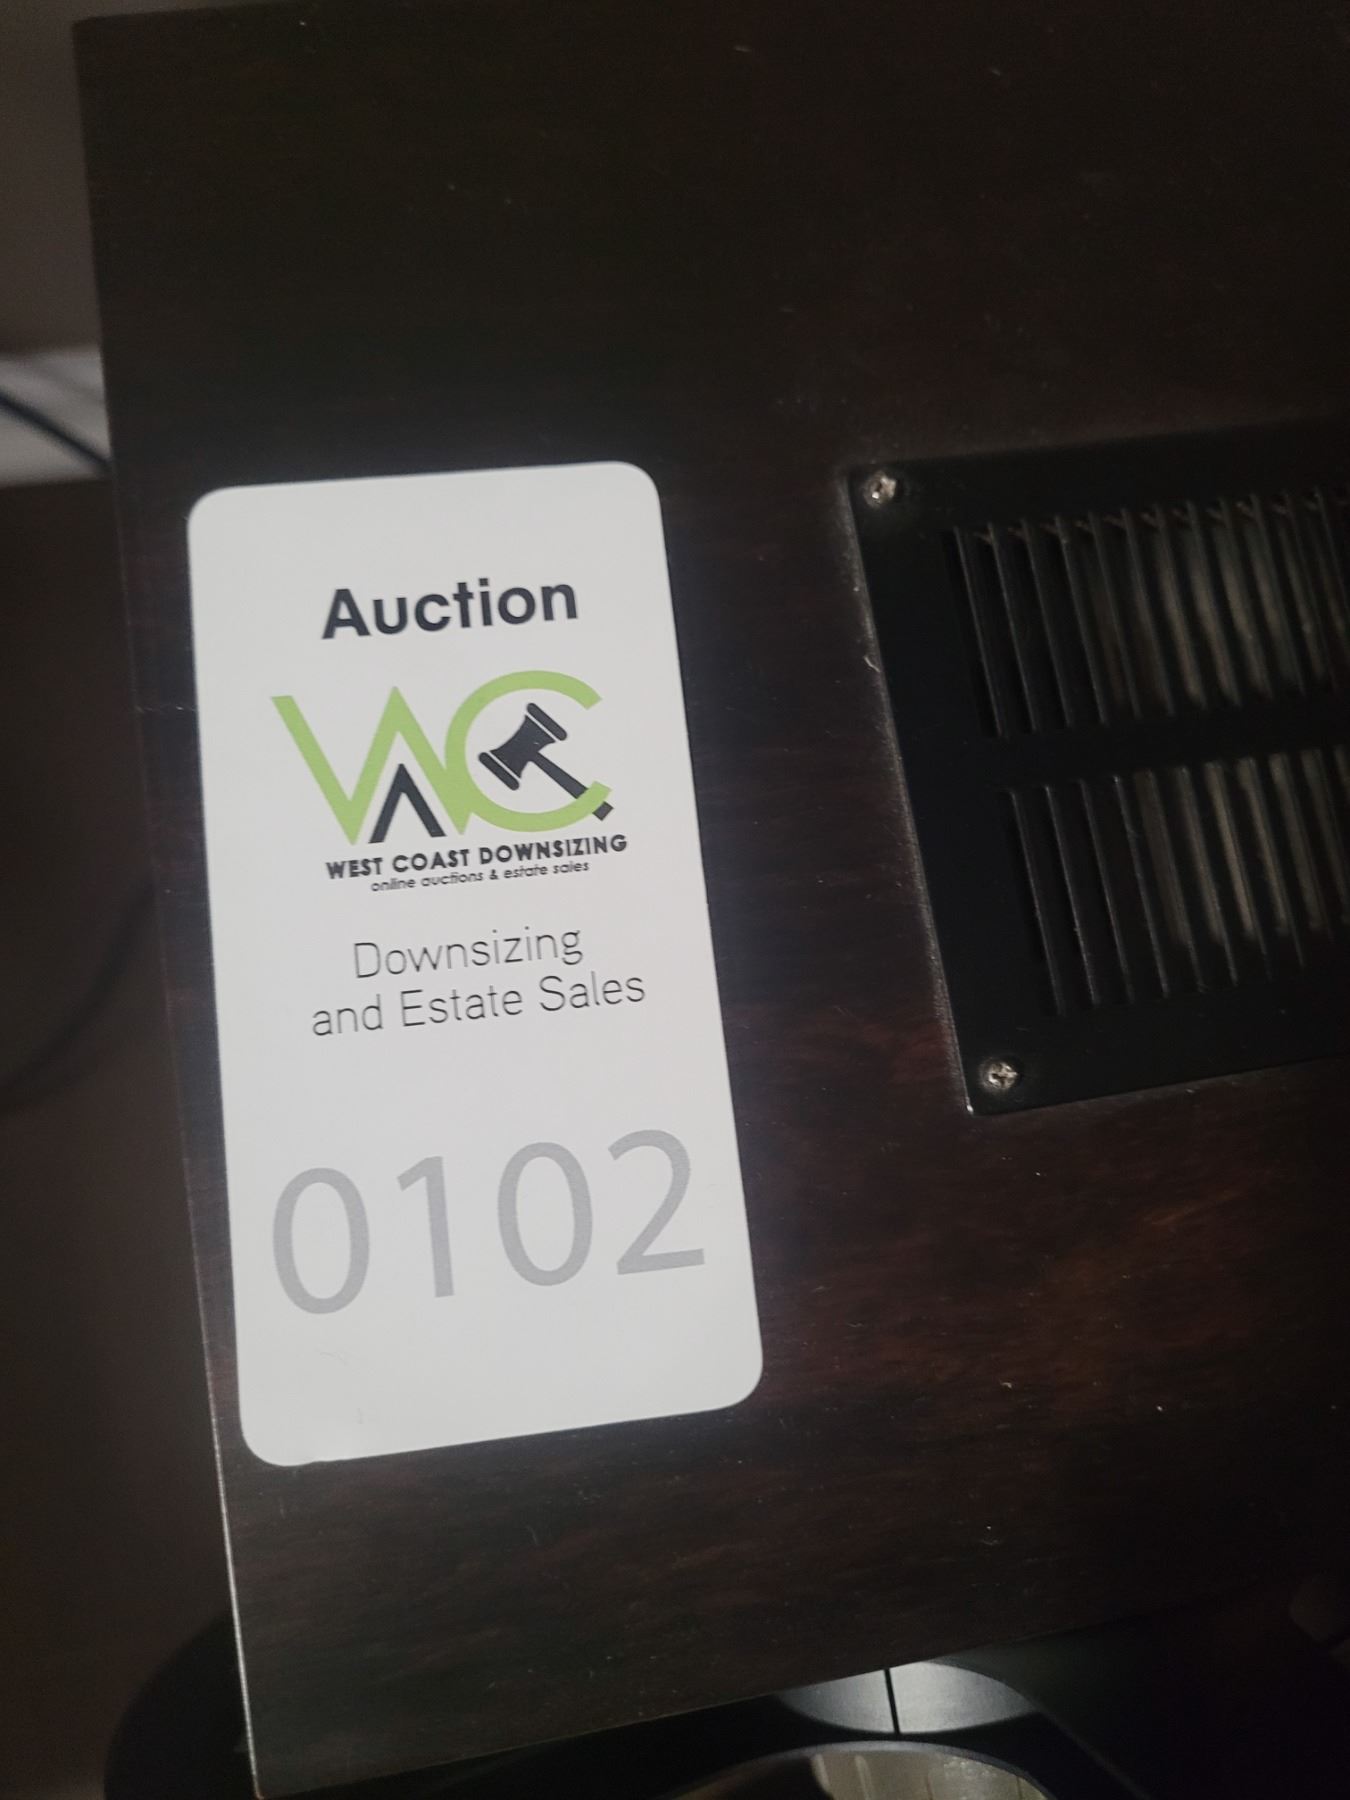 Auction
WC
WEST COAST DOWNSIZING
online auctions & estate sales
Downsizing
and Estate Sales
0102